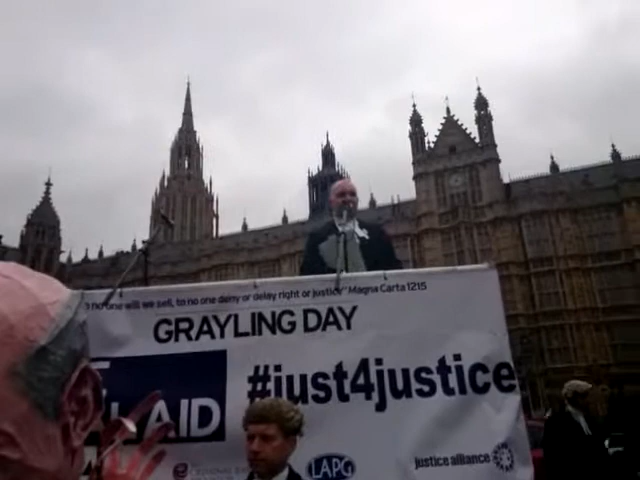 no one will we sell, to no one deny or delay right or justice" Magna Carta 1215
GRAYLING DAY
#just4justice
LAID
LAPG
justice alliance